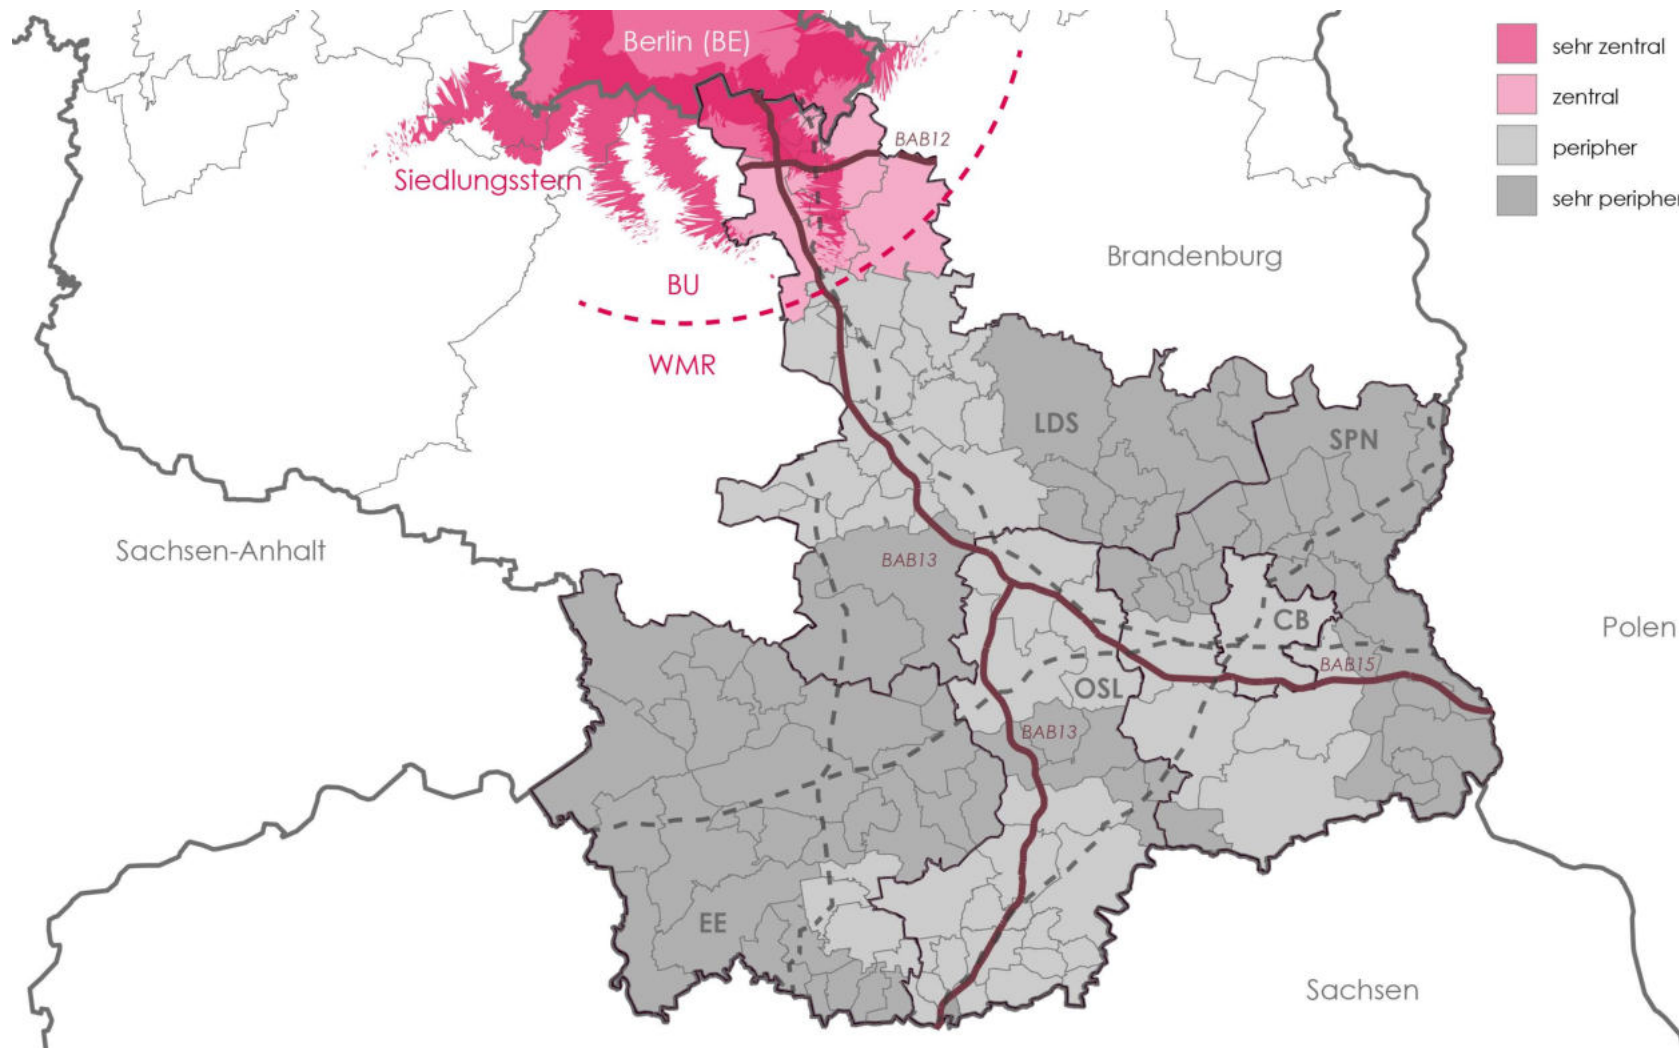 Berlin (BE)
sehr zentral
zentral
peripher
sehr peripher
BAB12
Siedlungsstern
Brandenburg
BU
WMR
LDS
SPN
Sachsen-Anhalt
BAB13
CB
Polen
BAB15
OSL
BAB13
EE
Sachsen